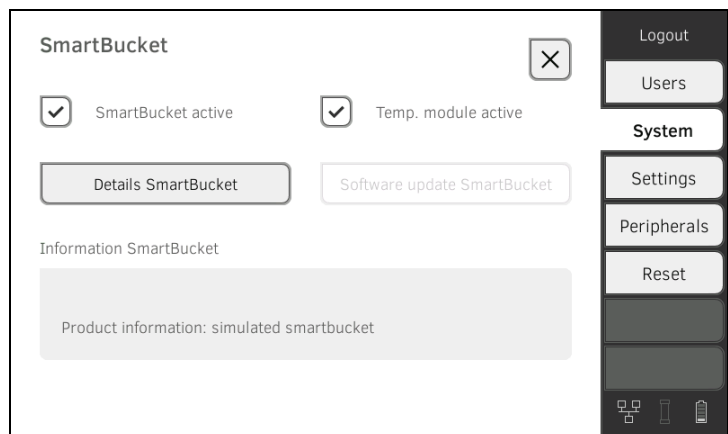 SmartBucket
SmartBucket active
Temp. module active
Details SmartBucket
Software update SmartBucket
Information SmartBucket
Product information: simulated smartbucket
Logout
Users
System
Settings
Peripherals
Reset